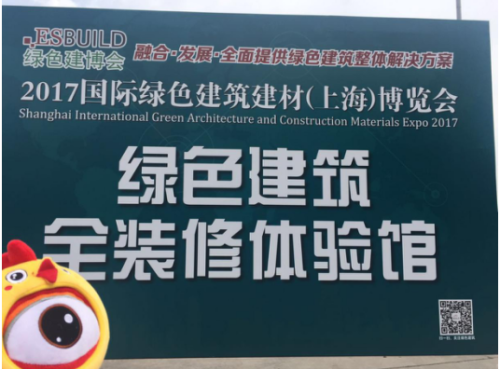 ESBUILD
绿色建博会
融合·发展·全面提供绿色建筑整体解决方案
2017国际绿色建筑建材(上海)博览会
Shanghai International Green Architecture and Construction Materials Expo 2017
绿色建筑
全装修体验馆